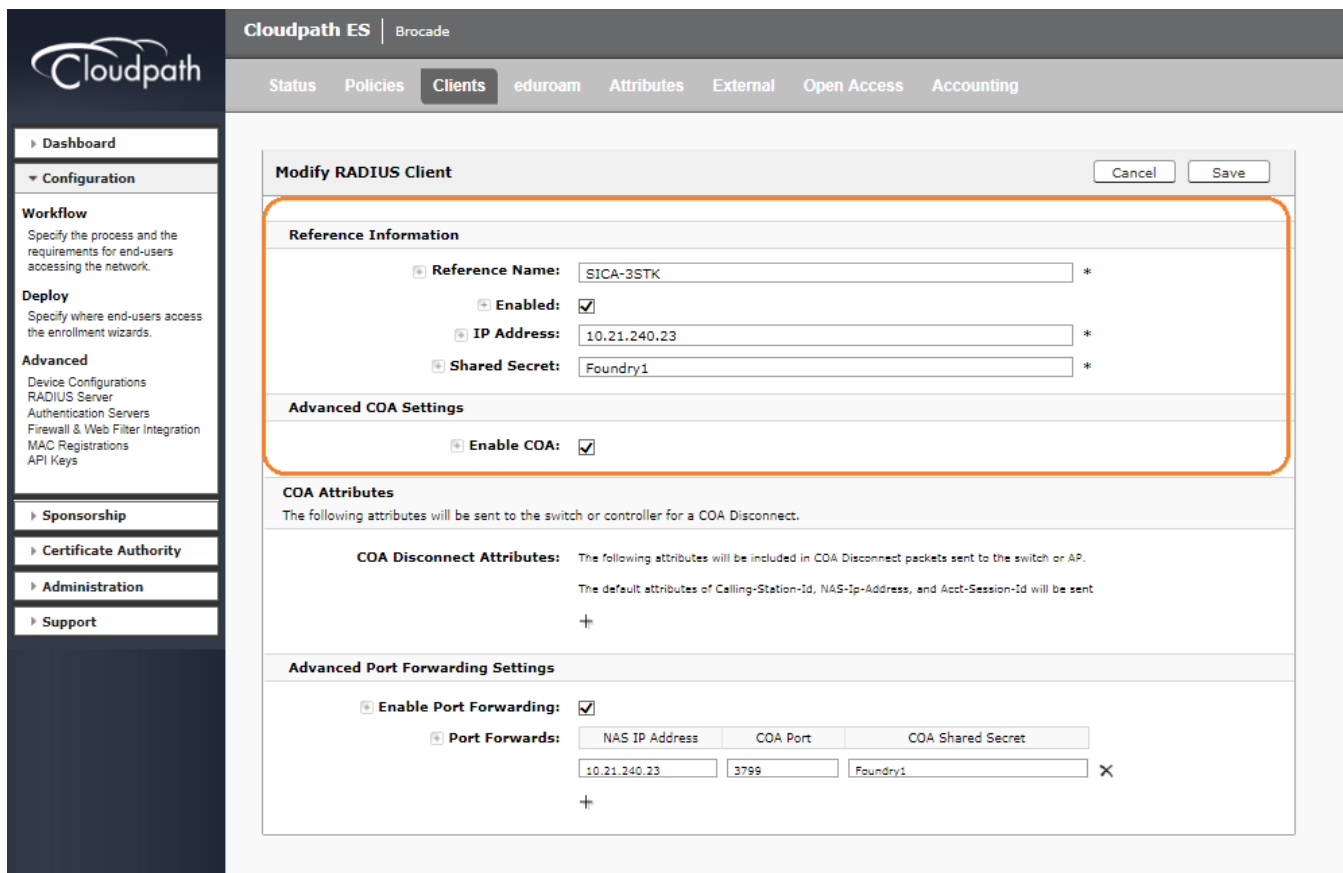 Cloudpath
Cloudpath ES | Brocade
Status Policies Clients eduroam Attributes External Open Access Accounting
Dashboard
Configuration
Workflow
Specify the process and the
requirements for end-users
accessing the network.
Deploy
Specify where end-users access
the enrollment wizards.
Advanced
Device Configurations
RADIUS Server
Authentication Servers
Firewall & Web Filter Integration
MAC Registrations
API Keys
Sponsorship
Certificate Authority
Administration
Support
Modify RADIUS Client
Cancel Save
Reference Information
Reference Name: SICA-3STK *
Enabled:
IP Address: 10.21.240.23 *
Shared Secret: Foundry1 *
Advanced COA Settings
Enable COA:
COA Attributes
The following attributes will be sent to the switch or controller for a COA Disconnect.
COA Disconnect Attributes: The following attributes will be included in COA Disconnect packets sent to the switch or AP.
The default attributes of Calling-Station-Id, NAS-Ip-Address, and Acct-Session-Id will be sent
Advanced Port Forwarding Settings
Enable Port Forwarding:
Port Forwards: NAS IP Address COA Port COA Shared Secret
10.21.240.23 3799 Foundry1